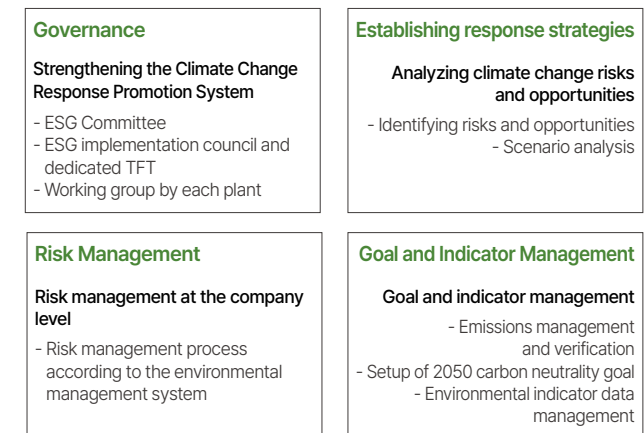 Governance
Strengthening the Climate Change
Response Promotion System
- ESG Committee
- ESG implementation council and
dedicated TFT
- Working group by each plant
Establishing response strategies
Analyzing climate change risks
and opportunities
- Identifying risks and opportunities
- Scenario analysis
Risk Management
Risk management at the company
level
- Risk management process
according to the environmental
management system
Goal and Indicator Management
Goal and indicator management
- Emissions management
and verification
- Setup of 2050 carbon neutrality goal
- Environmental indicator data
management